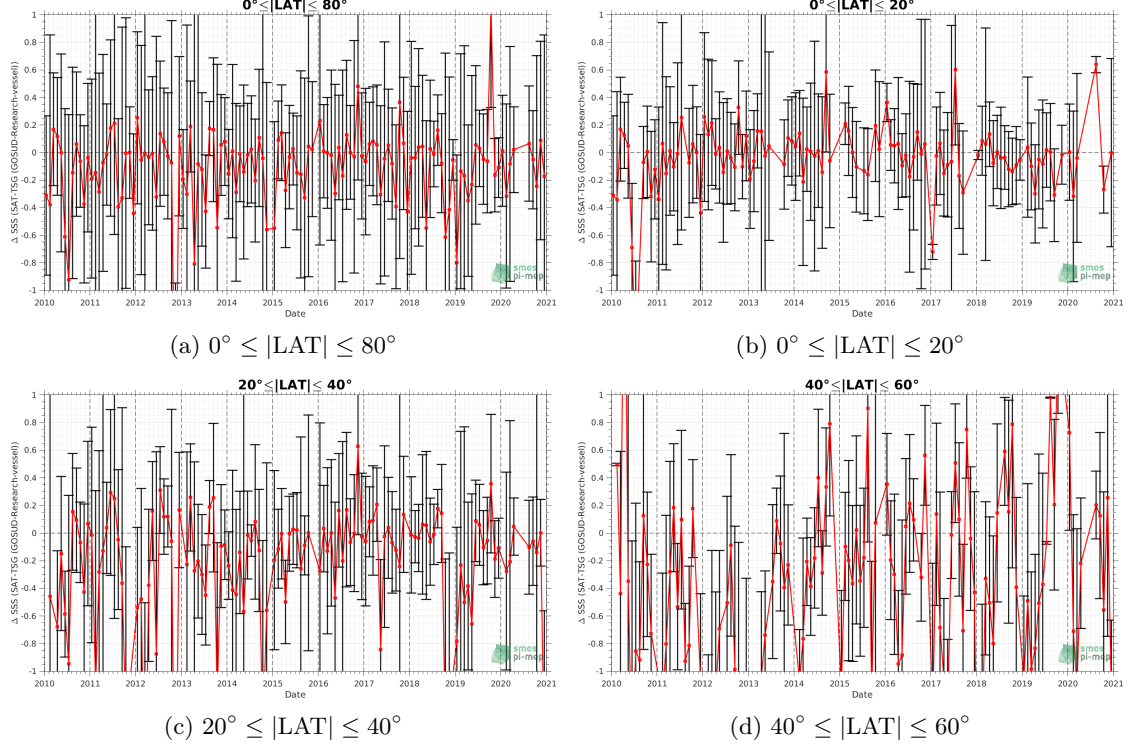 0°≤|LAT|≤ 80°
Δ SSS (SAT-TSG (GOSUD-Research-vessel))
1
0.8
0.6
0.4
0.2
0
-0.2
-0.4
-0.6
-0.8
-1
2010 2011 2012 2013 2014 2015 2016 2017 2018 2019 2020 2021
Date
smos
pi-mep
(a) 0° ≤ |LAT| ≤ 80°
0°≤|LAT|≤ 20°
Δ SSS (SAT-TSG (GOSUD-Research-vessel))
1
0.8
0.6
0.4
0.2
0
-0.2
-0.4
-0.6
-0.8
-1
2010 2011 2012 2013 2014 2015 2016 2017 2018 2019 2020 2021
Date
smos
pi-mep
(b) 0° ≤ |LAT| ≤ 20°
20°≤|LAT|≤ 40°
Δ SSS (SAT-TSG (GOSUD-Research-vessel))
1
0.8
0.6
0.4
0.2
0
-0.2
-0.4
-0.6
-0.8
-1
2010 2011 2012 2013 2014 2015 2016 2017 2018 2019 2020 2021
Date
smos
pi-mep
(c) 20° ≤ |LAT| ≤ 40°
40°≤|LAT|≤ 60°
Δ SSS (SAT-TSG (GOSUD-Research-vessel))
1
0.8
0.6
0.4
0.2
0
-0.2
-0.4
-0.6
-0.8
-1
2010 2011 2012 2013 2014 2015 2016 2017 2018 2019 2020 2021
Date
smos
pi-mep
(d) 40° ≤ |LAT| ≤ 60°